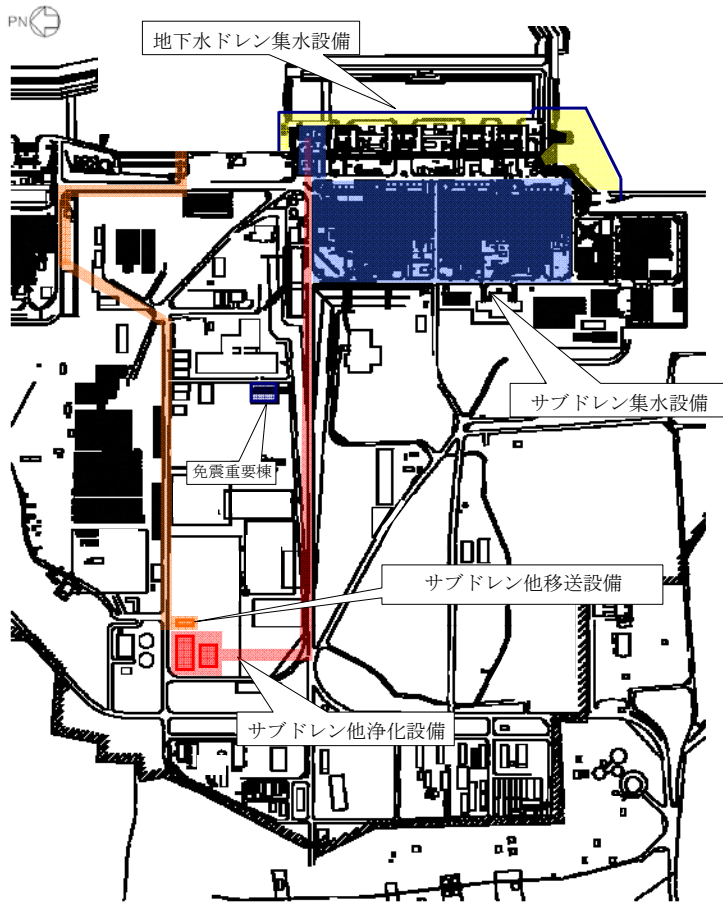 PN
地下水ドレン集水設備
サブドレン集水設備
免震重要棟
サブドレン他移送設備
サブドレン他浄化設備